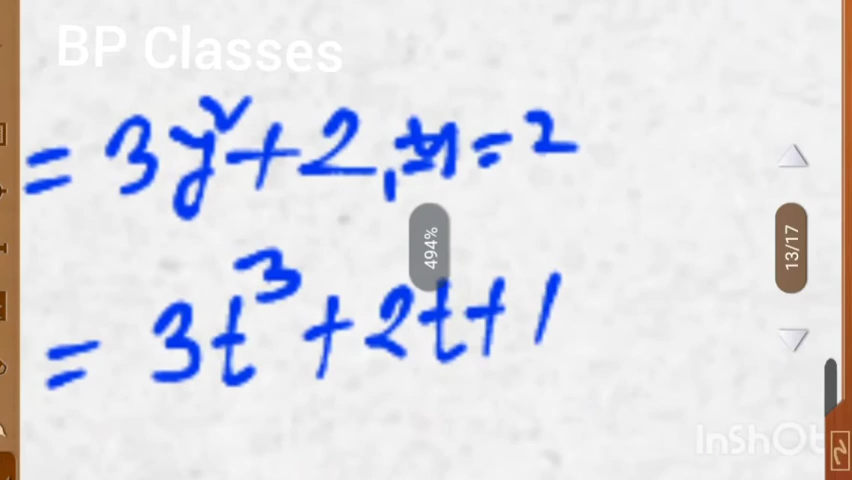 BP Classes
= 3y² + 2, = 2
494%
13/17
= 3t³ + 2t + 1
InShOt